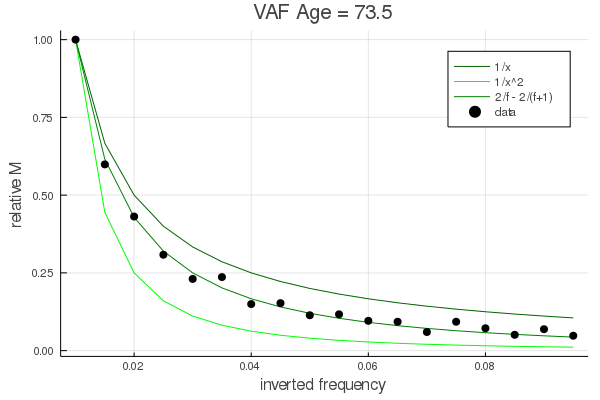 VAF Age = 73.5
1.00
0.75
0.50
0.25
0.00
relative M
1/x
1/x^2
2/f - 2/(f+1)
data
0.02
0.04
0.06
0.08
inverted frequency